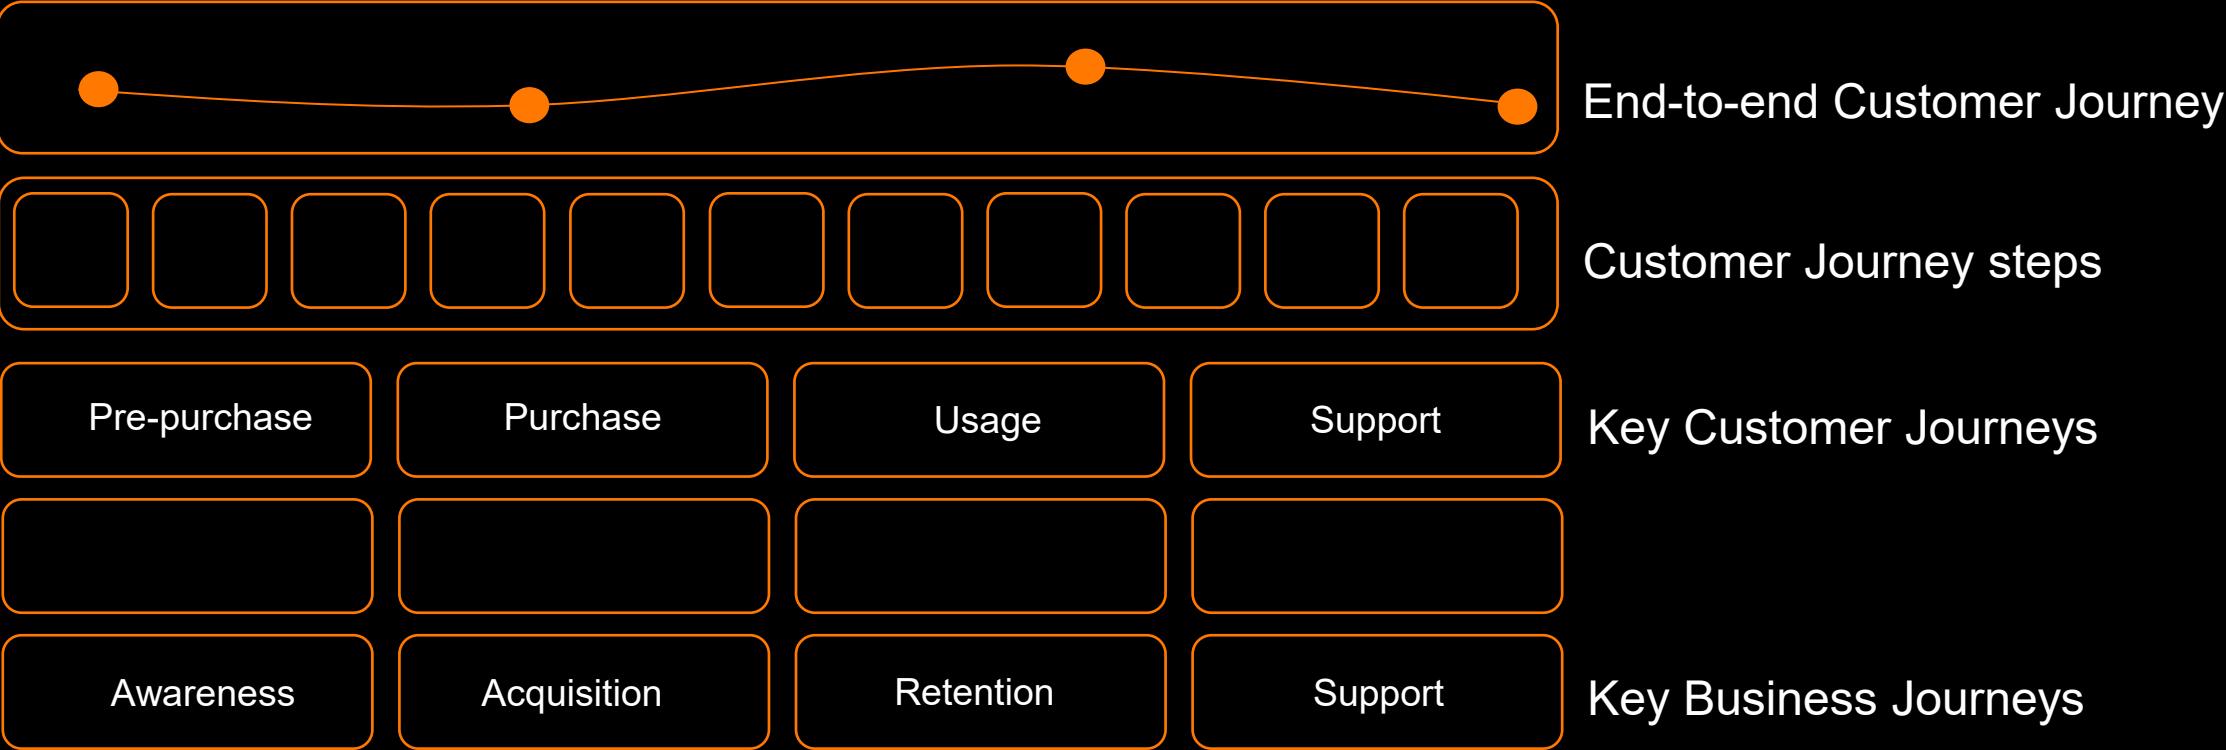 End-to-end Customer Journey
Customer Journey steps
Pre-purchase Purchase Usage Support Key Customer Journeys
Awareness Acquisition Retention Support Key Business Journeys